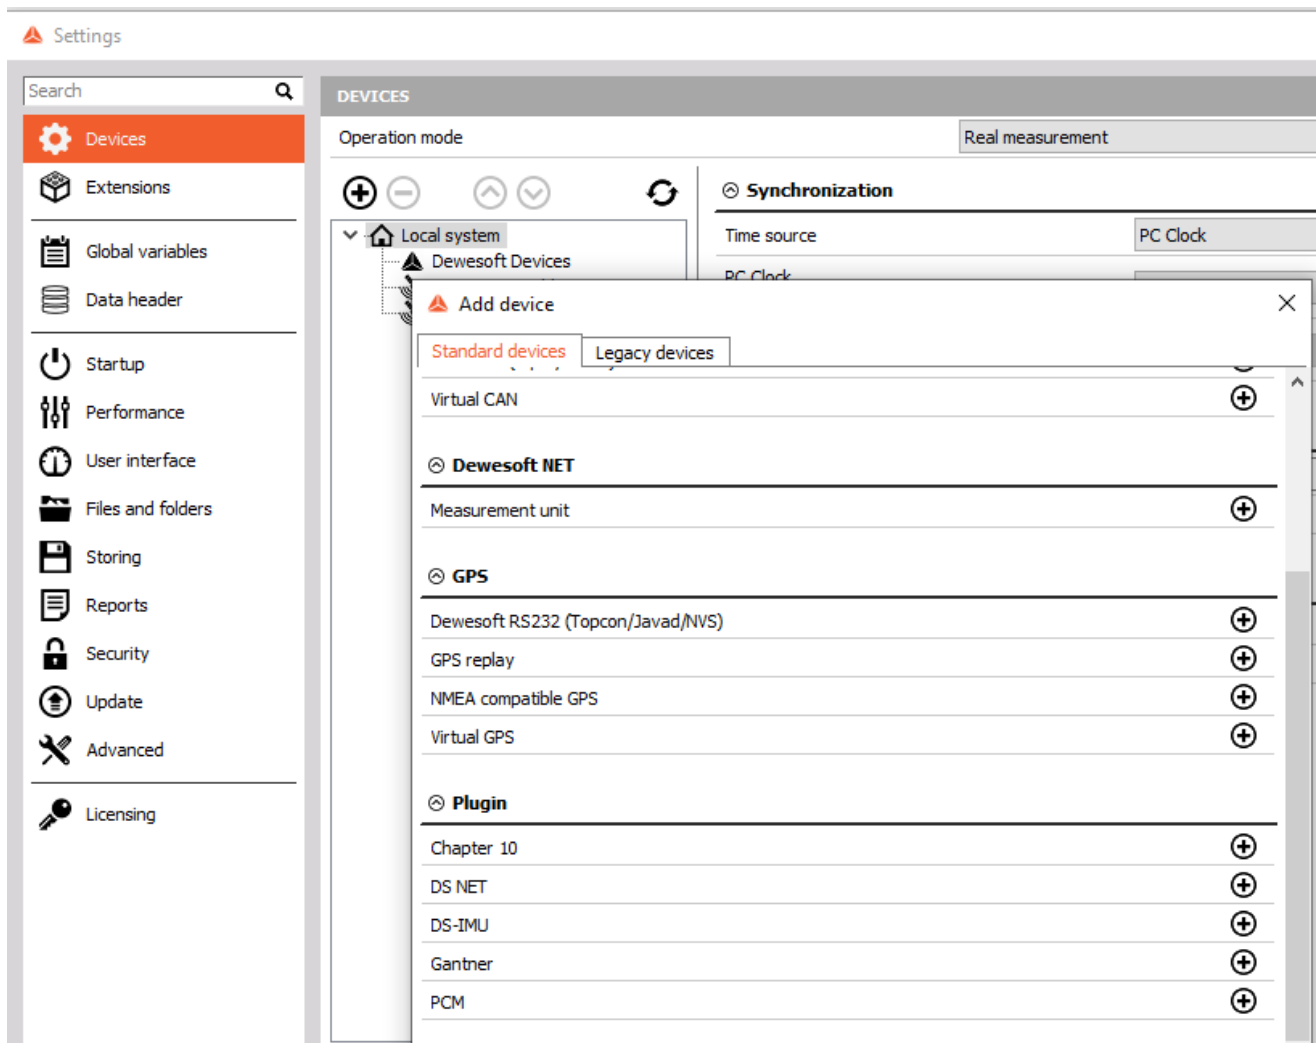 Settings
Search
Devices
Extensions
Global variables
Data header
Startup
Performance
User interface
Files and folders
Storing
Reports
Security
Update
Advanced
Licensing
DEVICES
Operation mode
Real measurement
Local system
Dewesoft Devices
Synchronization
Time source
PC Clock
PC Clock
Add device
Standard devices
Legacy devices
Virtual CAN
Dewesoft NET
Measurement unit
GPS
Dewesoft RS232 (Topcon/Javad/NVS)
GPS replay
NMEA compatible GPS
Virtual GPS
Plugin
Chapter 10
DS NET
DS-IMU
Gantner
PCM